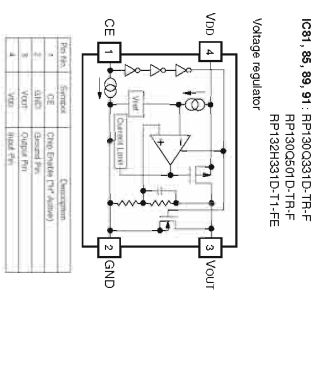 IC81, 85, 89, 91 : RP130Q331D-TR-F
RP130Q501D-TR-F
RP132H331D-T1-FE
Voltage regulator
VDD
VOUT
4
3
Vref
Current Limit
1
2
CE
GND
Pin No. Symbol Description
1 CE Chip Enable ("H" Active)
2 GND Ground Pin
3 VOUT Output Pin
4 VDD Input Pin